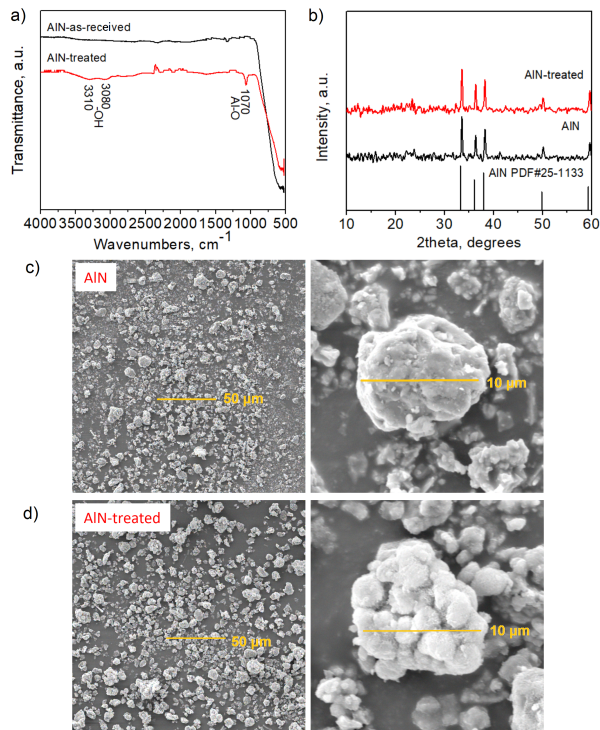 a)
AlN-as-received
AlN-treated
3310
3080
-OH
1070
Al-O
Transmittance, a.u.
4000 3500 3000 2500 2000 1500 1000 500
Wavenumbers, cm-1
b)
AlN-treated
AlN
AlN PDF#25-1133
Intensity, a.u.
10 20 30 40 50 60
2theta, degrees
c)
AlN
50 µm
10 µm
d)
AlN-treated
50 µm
10 µm